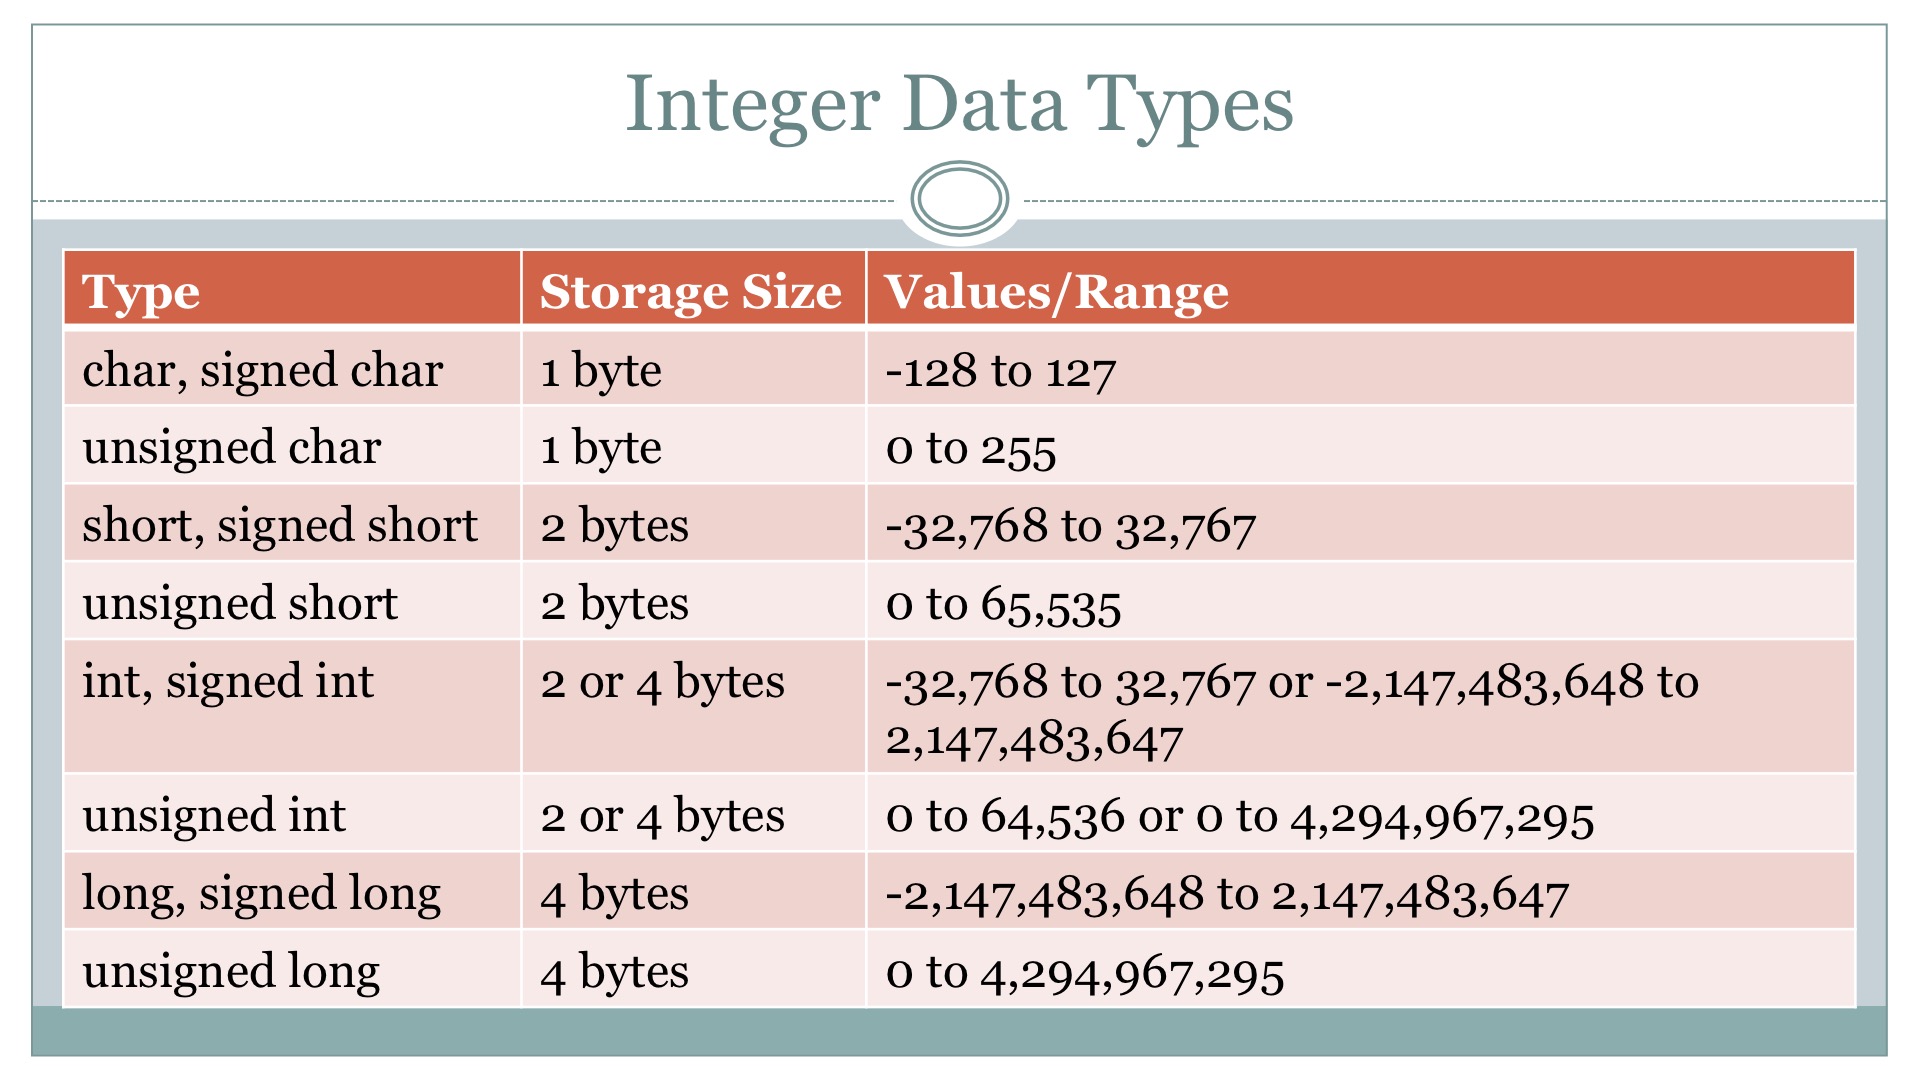 Integer Data Types
Type Storage Size Values/Range
char, signed char 1 byte -128 to 127
unsigned char 1 byte 0 to 255
short, signed short 2 bytes -32,768 to 32,767
unsigned short 2 bytes 0 to 65,535
int, signed int 2 or 4 bytes -32,768 to 32,767 or -2,147,483,648 to
2,147,483,647
unsigned int 2 or 4 bytes 0 to 64,536 or 0 to 4,294,967,295
long, signed long 4 bytes -2,147,483,648 to 2,147,483,647
unsigned long 4 bytes 0 to 4,294,967,295